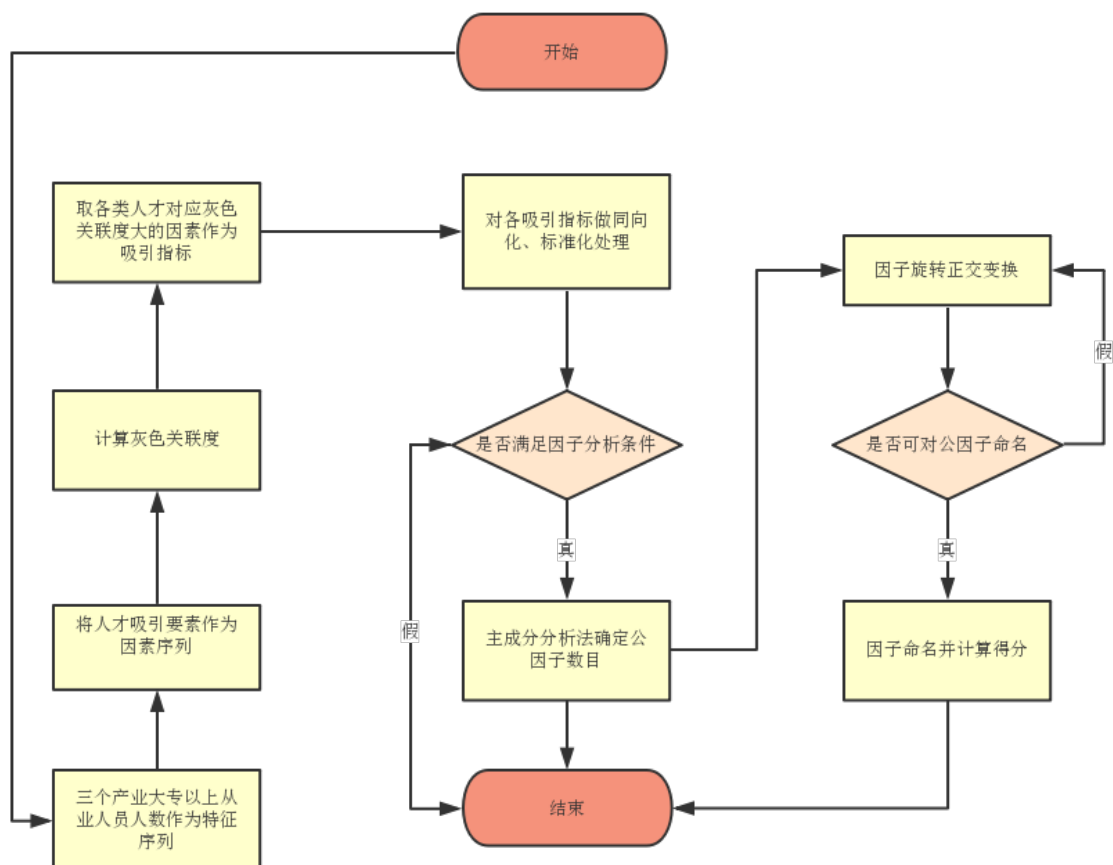 开始
三个产业大专以上从
业人员人数作为特征
序列
将人才吸引要素作为
因素序列
计算灰色关联度
取各类人才对应灰色
关联度大的因素作为
吸引指标
对各吸引指标做同向
化、标准化处理
是否满足因子分析条件
真
假
主成分分析法确定公
因子数目
因子旋转正交变换
是否可对公因子命名
假
真
因子命名并计算得分
结束